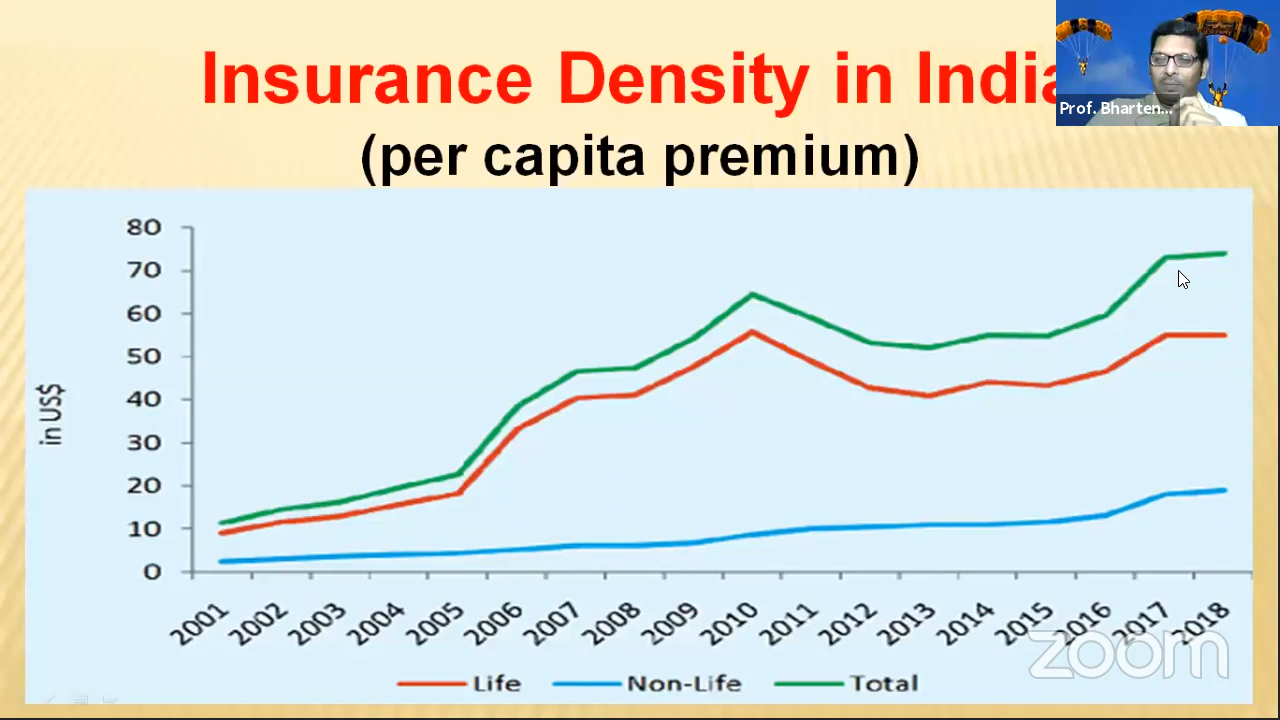 Insurance Density in India
Prof. Bharten...
(per capita premium)
80
70
60
50
40
30
20
10
0
in US$
2001 2002 2003 2004 2005 2006 2007 2008 2009 2010 2011 2012 2013 2014 2015 2016 2017 2018
zoom
Life Non-Life Total